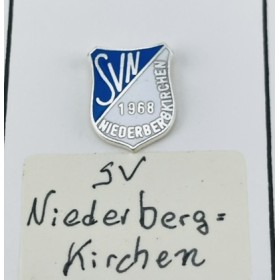 SVN
1968
NIEDERBERGKIRCHEN
SV
Niederberg=
Kirchen